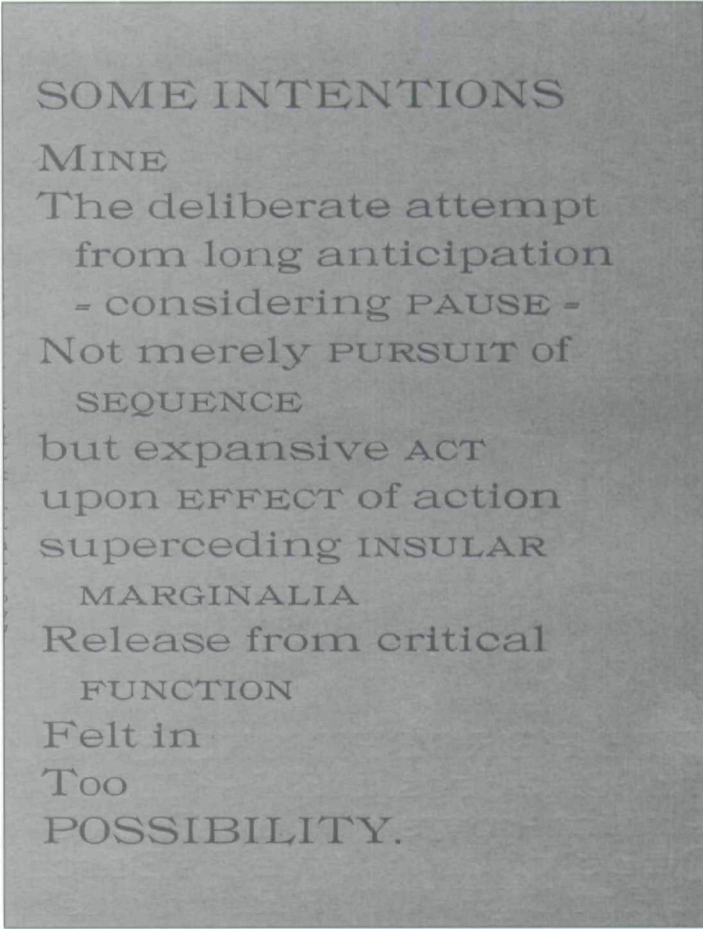 SOME INTENTIONS
MINE
The deliberate attempt
from long anticipation
- considering PAUSE -
Not merely PURSUIT of
SEQUENCE
but expansive ACT
upon EFFECT of action
superceding INSULAR
MARGINALIA
Release from critical
FUNCTION
Felt in
Too
POSSIBILITY.